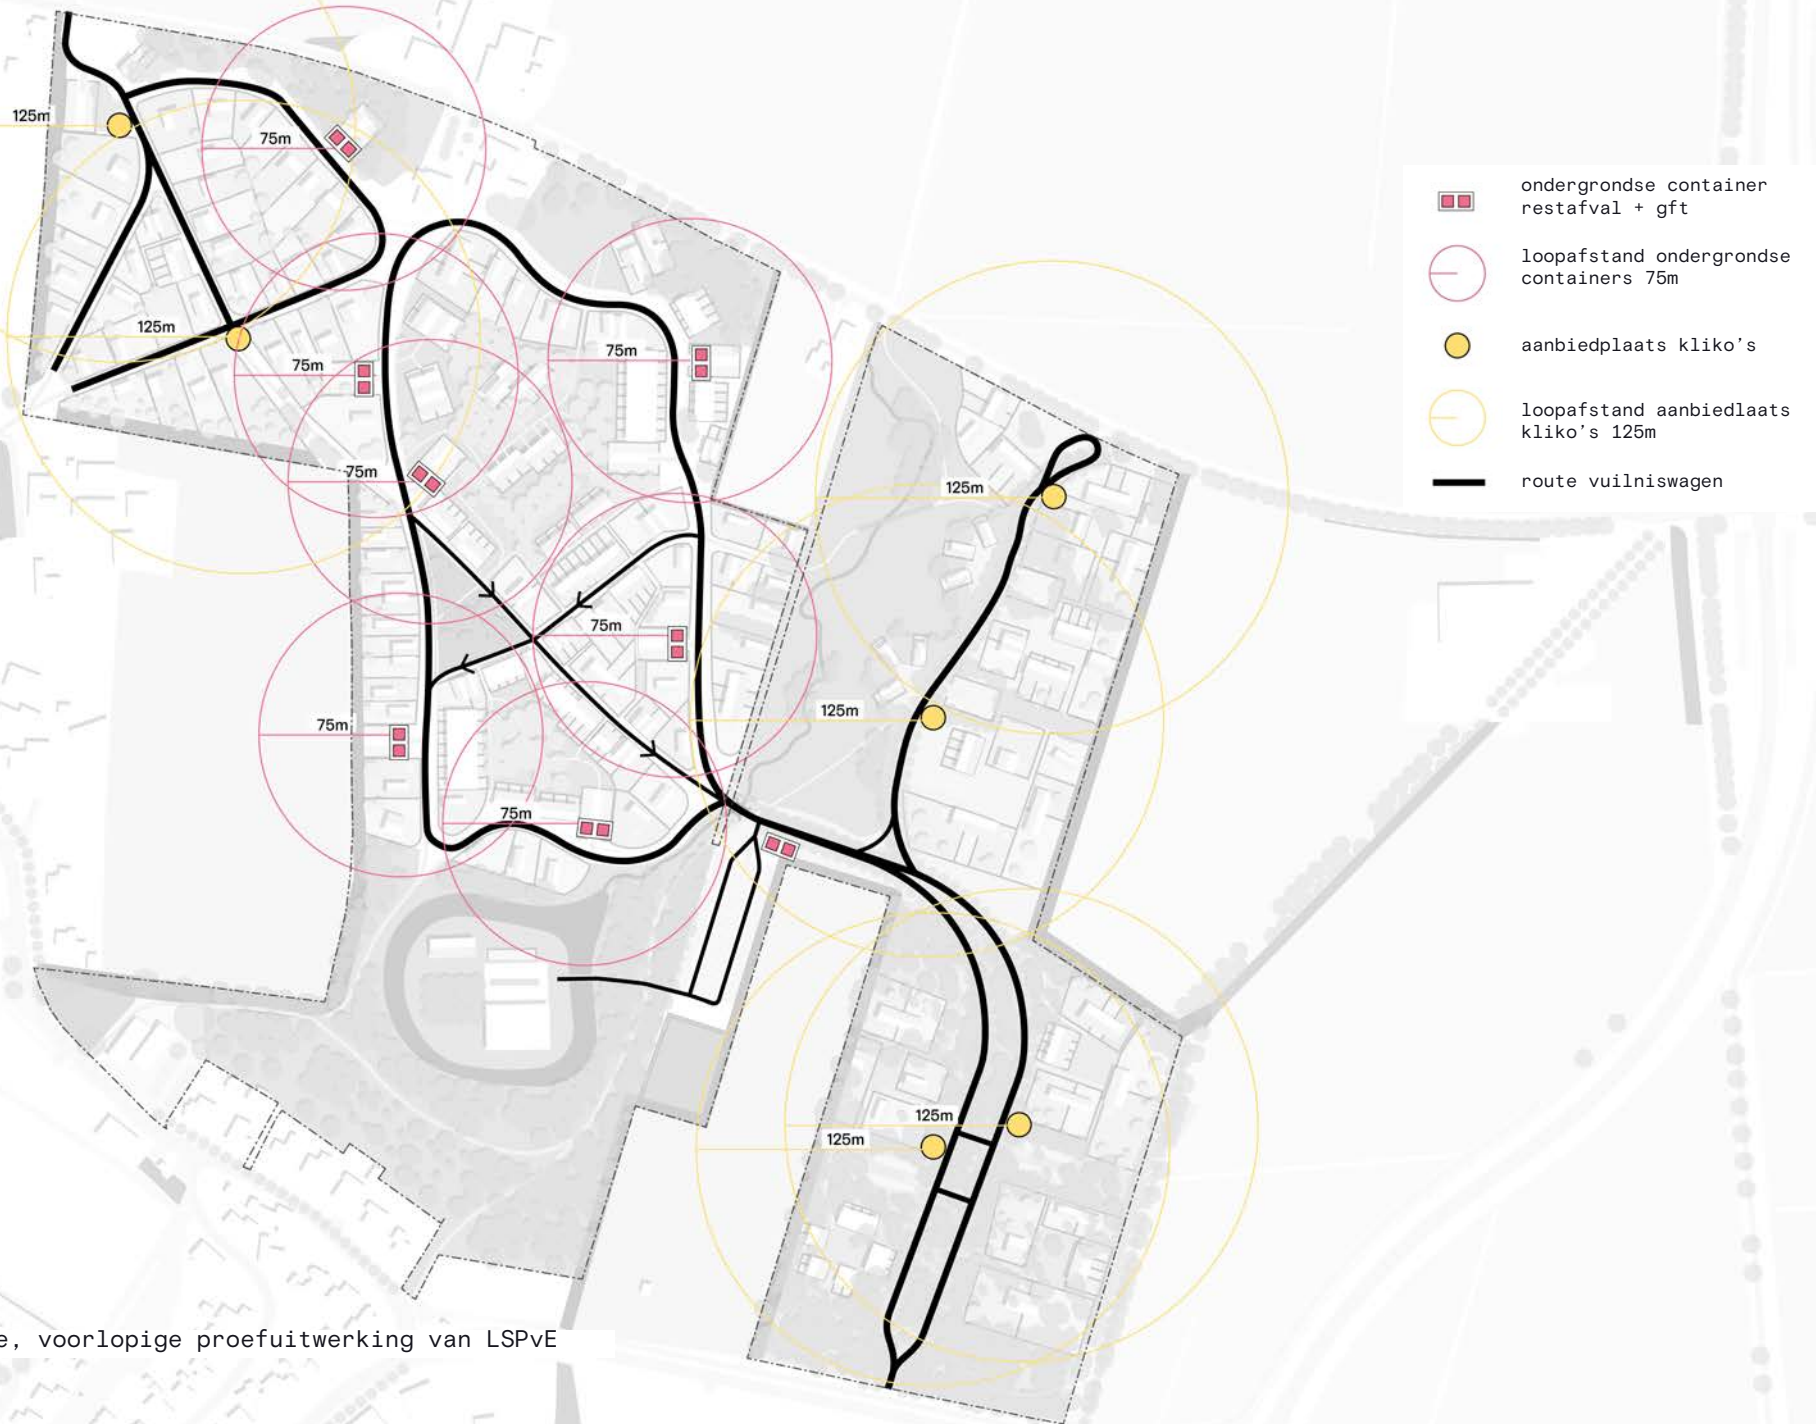 125m
75m
125m
75m
75m
75m
75m
75m
75m
125m
125m
125m
125m
ondergrondse container
restafval + gft
loopafstand ondergrondse
containers 75m
aanbiedplaats kliko's
loopafstand aanbiedlaats
kliko's 125m
route vuilniswagen
e, voorlopige proefuitwerking van LSPvE